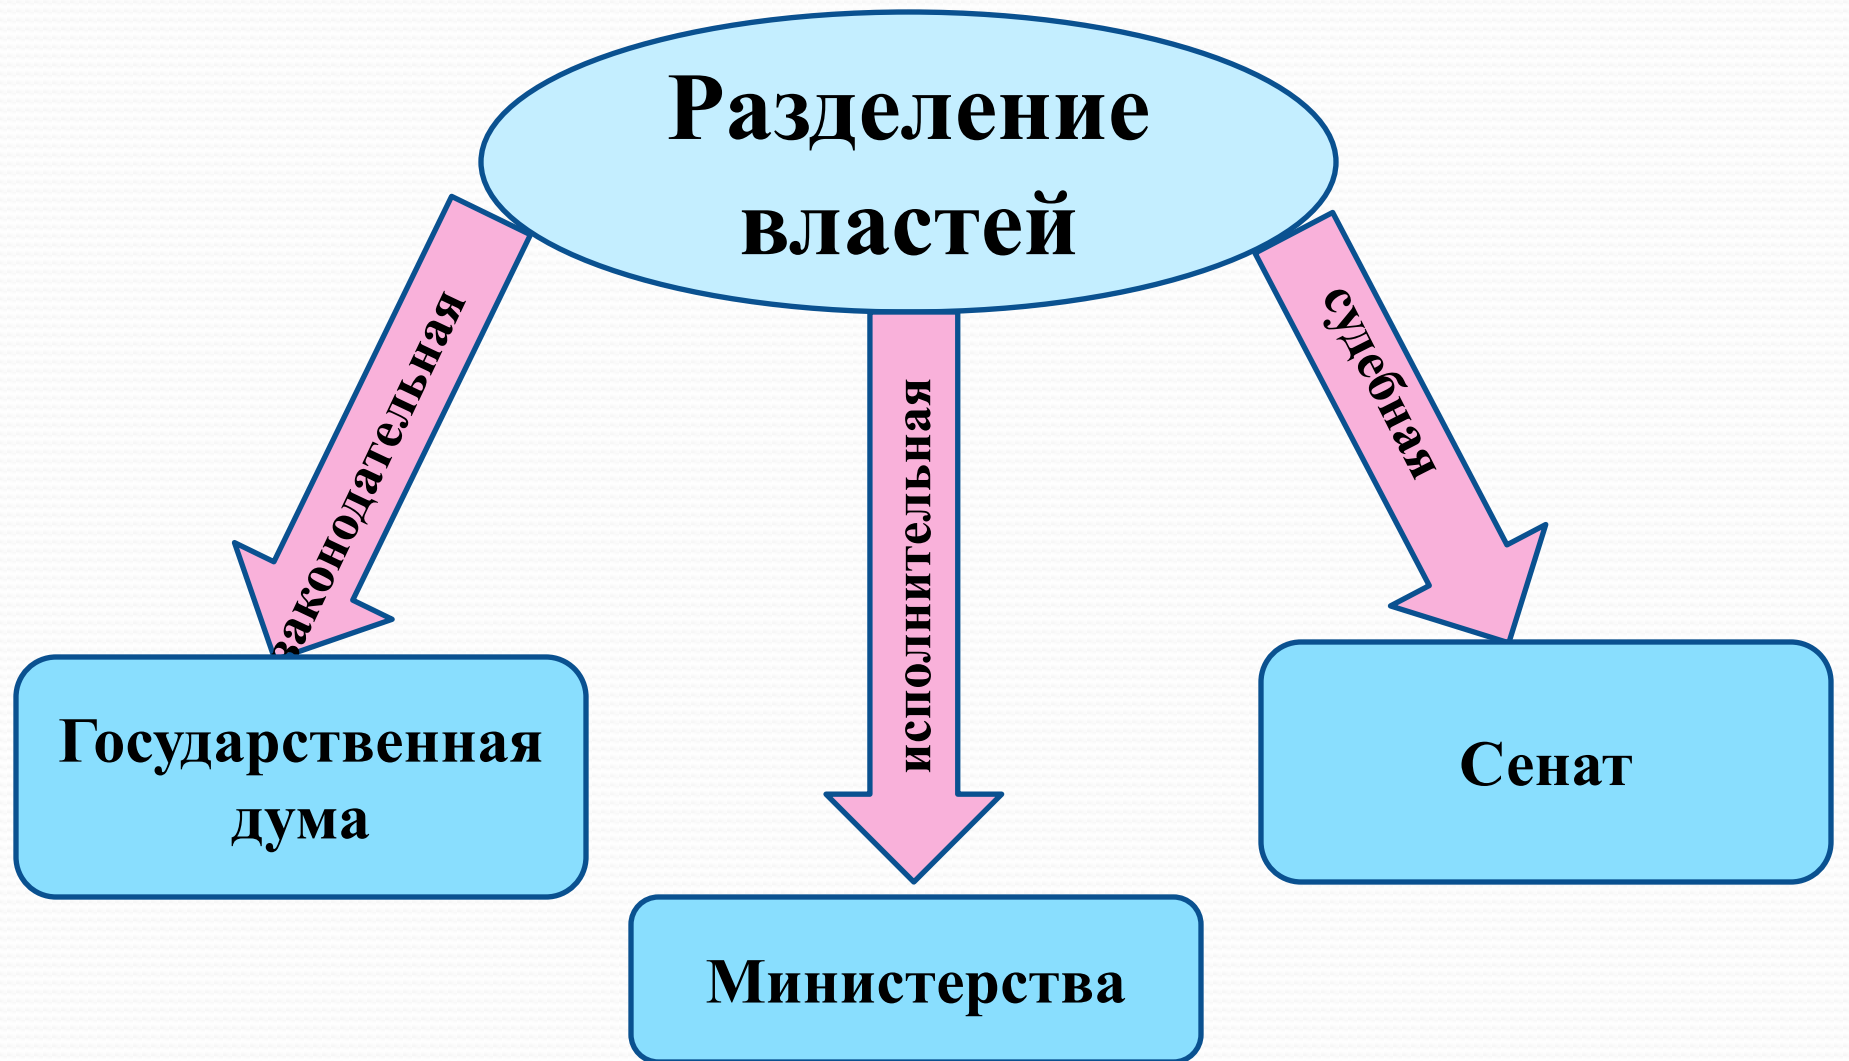 Разделение
властей
законодательная
исполнительная
судебная
Государственная
дума
Министерства
Сенат